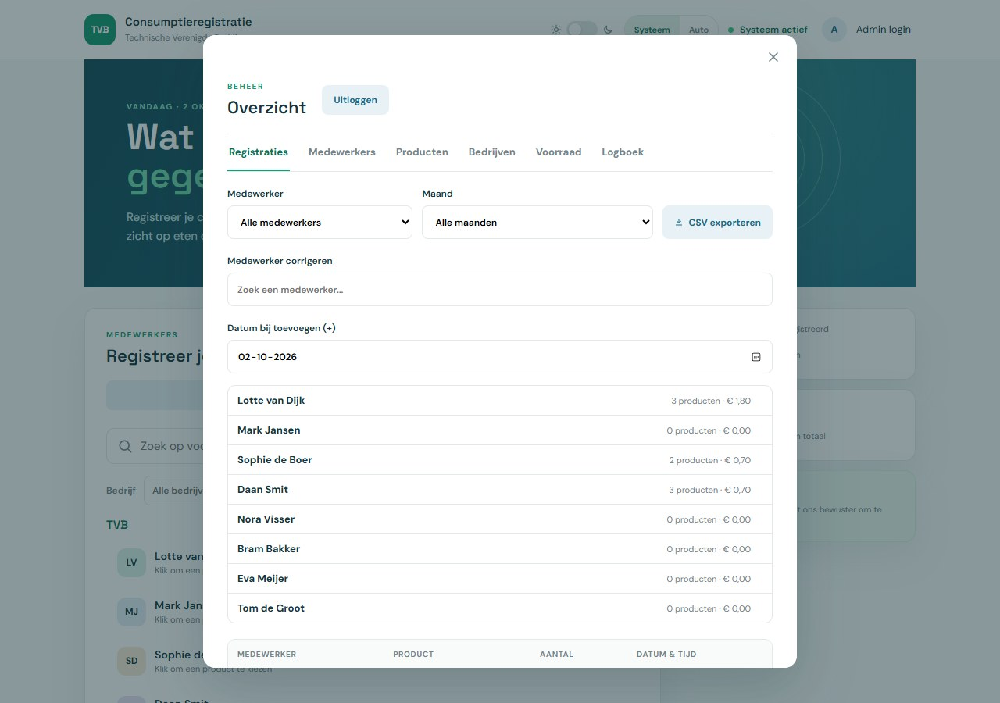 TVB
Consumptieregistratie
Technische Verenig
Systeem
Auto
Systeem actief
A
Admin login
VANDAAG · 2 OK
Wat
gege
Registreer je c
zicht op eten e
BEHEER
Overzicht
Uitloggen
Registraties
Medewerkers
Producten
Bedrijven
Voorraad
Logboek
Medewerker
Maand
Alle medewerkers
Alle maanden
CSV exporteren
Medewerker corrigeren
Zoek een medewerker...
Datum bij toevoegen (+)
02-10-2026
Lotte van Dijk
3 producten · € 1,80
Mark Jansen
0 producten · € 0,00
Sophie de Boer
2 producten · € 0,70
Daan Smit
3 producten · € 0,70
Nora Visser
0 producten · € 0,00
Bram Bakker
0 producten · € 0,00
Eva Meijer
0 producten · € 0,00
Tom de Groot
0 producten · € 0,00
MEDEWERKER
PRODUCT
AANTAL
DATUM & TIJD
MEDEWERKERS
Registreer j
Zoek op voo
Bedrijf
Alle bedrijv
TVB
LV
Lotte van
Klik om een
MJ
Mark Jan
Klik om een
SD
Sophie de
Klik om een product te kiezen
Daan Smit
gistreerd
n
n totaal
t ons bewuster om te